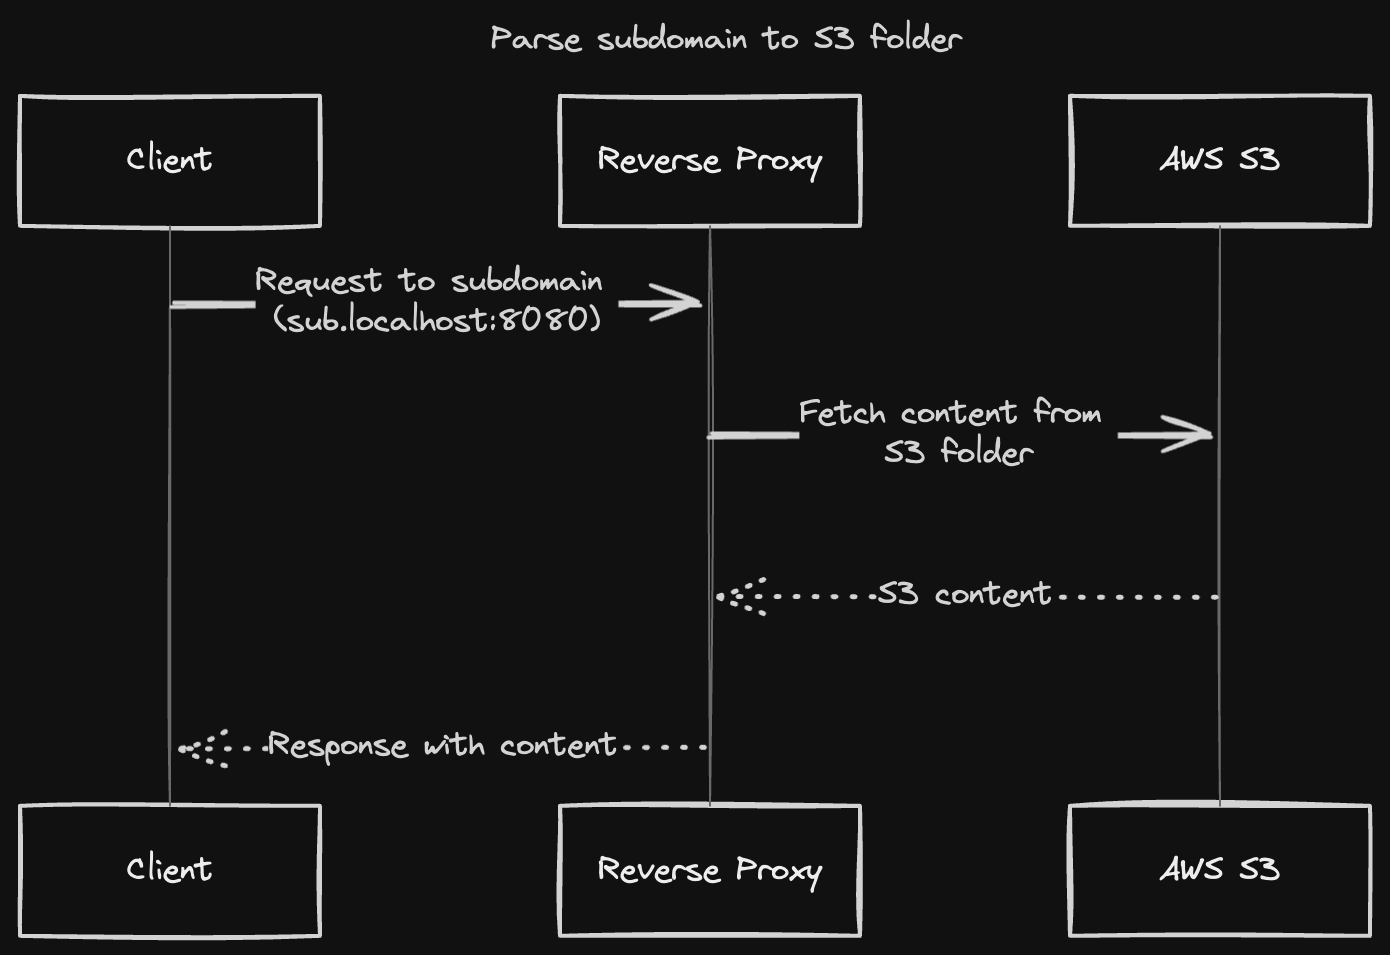 Parse subdomain to S3 folder
Client
Reverse Proxy
AWS S3
Request to subdomain
(sub.localhost:8080)
Fetch content from
S3 folder
S3 content
Response with content
Client
Reverse Proxy
AWS S3